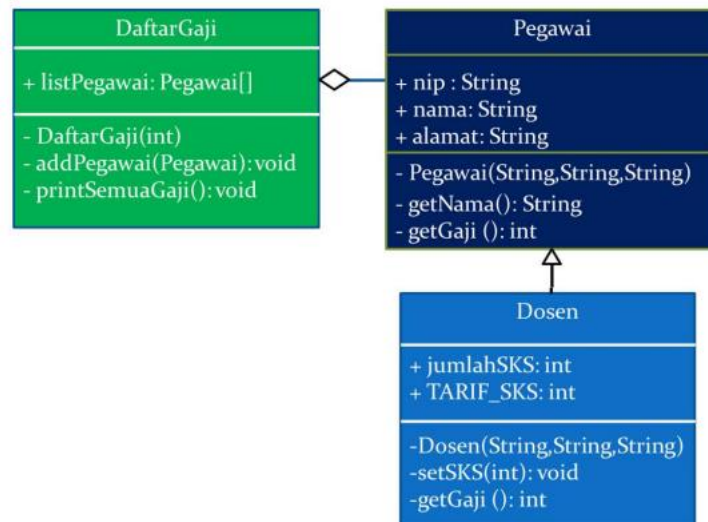 DaftarGaji
+ listPegawai: Pegawai[]
- DaftarGaji(int)
- addPegawai(Pegawai):void
- printSemuaGaji():void
Pegawai
+ nip : String
+ nama: String
+ alamat: String
- Pegawai(String,String,String)
- getNama(): String
- getGaji (): int
Dosen
+ jumlahSKS: int
+ TARIF_SKS: int
-Dosen(String,String,String)
-setSKS(int): void
-getGaji (): int